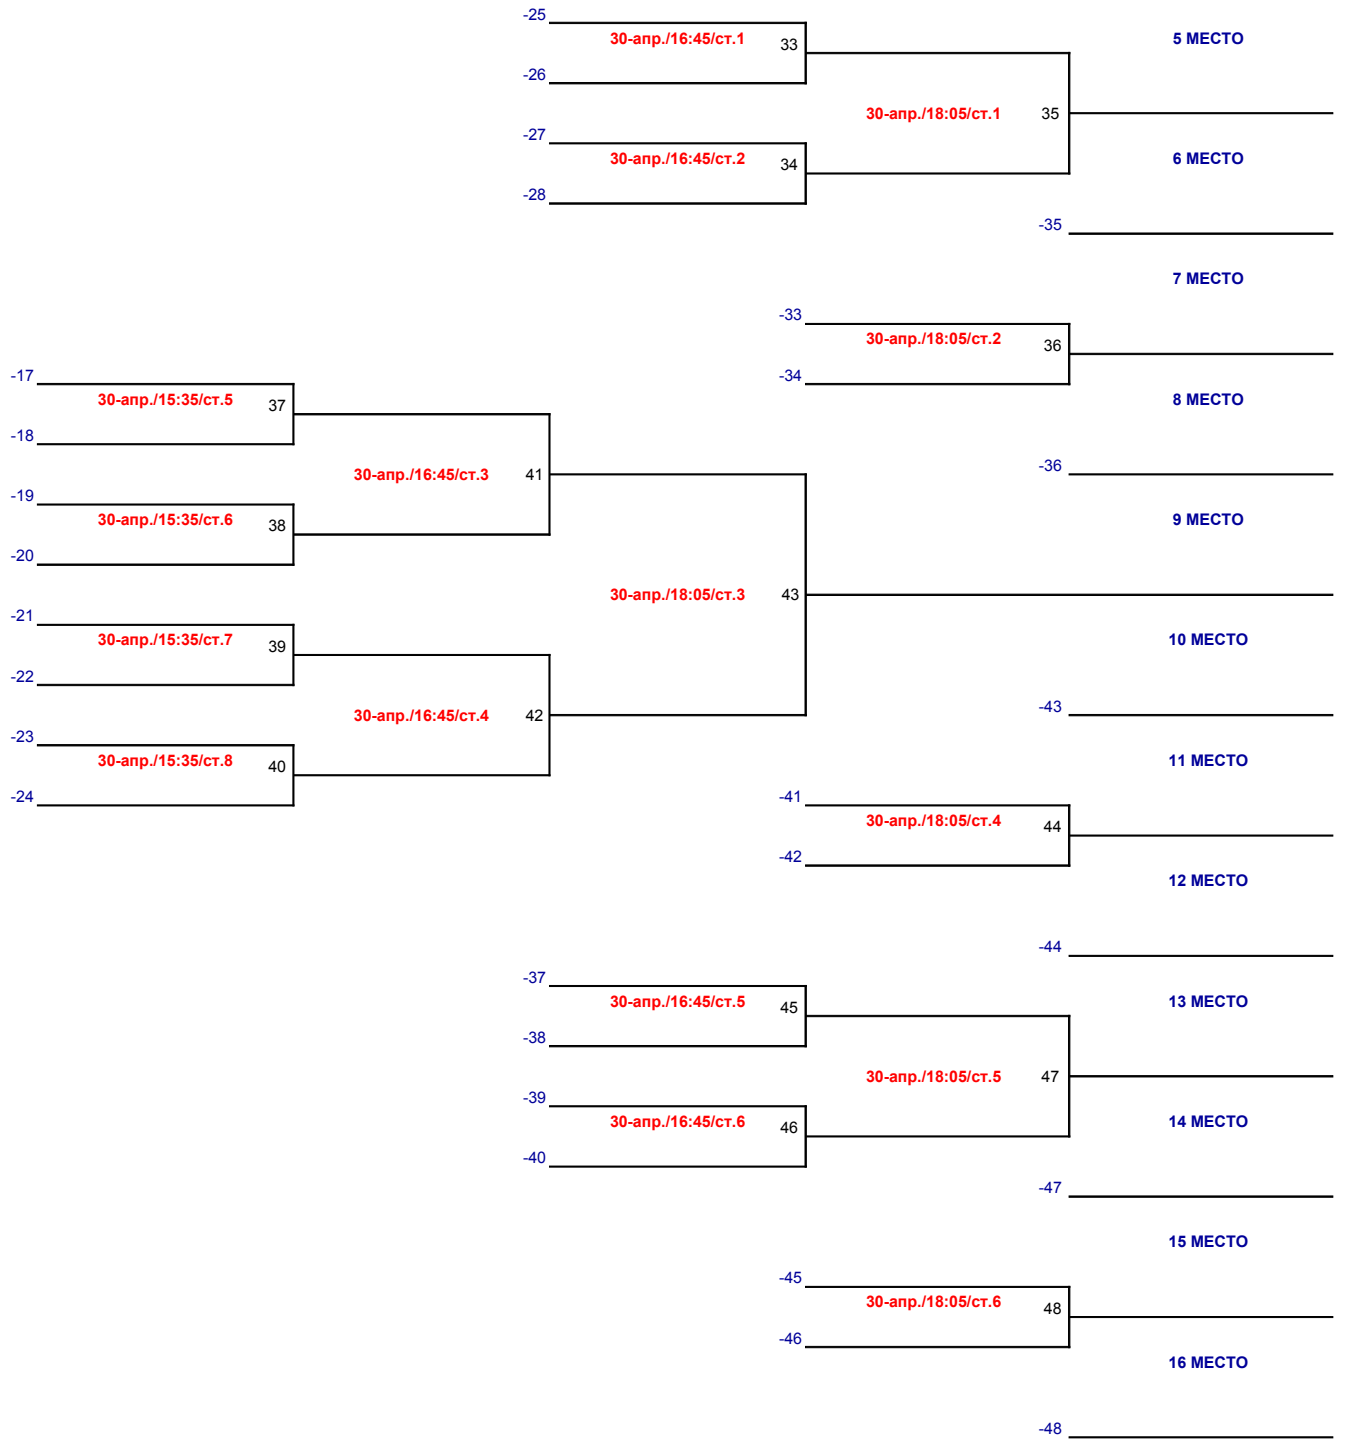 -25
30-апр./16:45/ст.1 33 5 МЕСТО
-26
30-апр./18:05/ст.1 35
-27
30-апр./16:45/ст.2 34 6 МЕСТО
-28
-35
7 МЕСТО
-33
30-апр./18:05/ст.2 36
-17 -34
30-апр./15:35/ст.5 37 8 МЕСТО
-18
30-апр./16:45/ст.3 41 -36
-19
30-апр./15:35/ст.6 38 9 МЕСТО
-20
30-апр./18:05/ст.3 43
-21
30-апр./15:35/ст.7 39 10 МЕСТО
-22
30-апр./16:45/ст.4 42 -43
-23
30-апр./15:35/ст.8 40 11 МЕСТО
-24 -41
30-апр./18:05/ст.4 44
-42
12 МЕСТО
-44
-37
30-апр./16:45/ст.5 45 13 МЕСТО
-38
30-апр./18:05/ст.5 47
-39
30-апр./16:45/ст.6 46 14 МЕСТО
-40
-47
15 МЕСТО
-45
30-апр./18:05/ст.6 48
-46
16 МЕСТО
-48